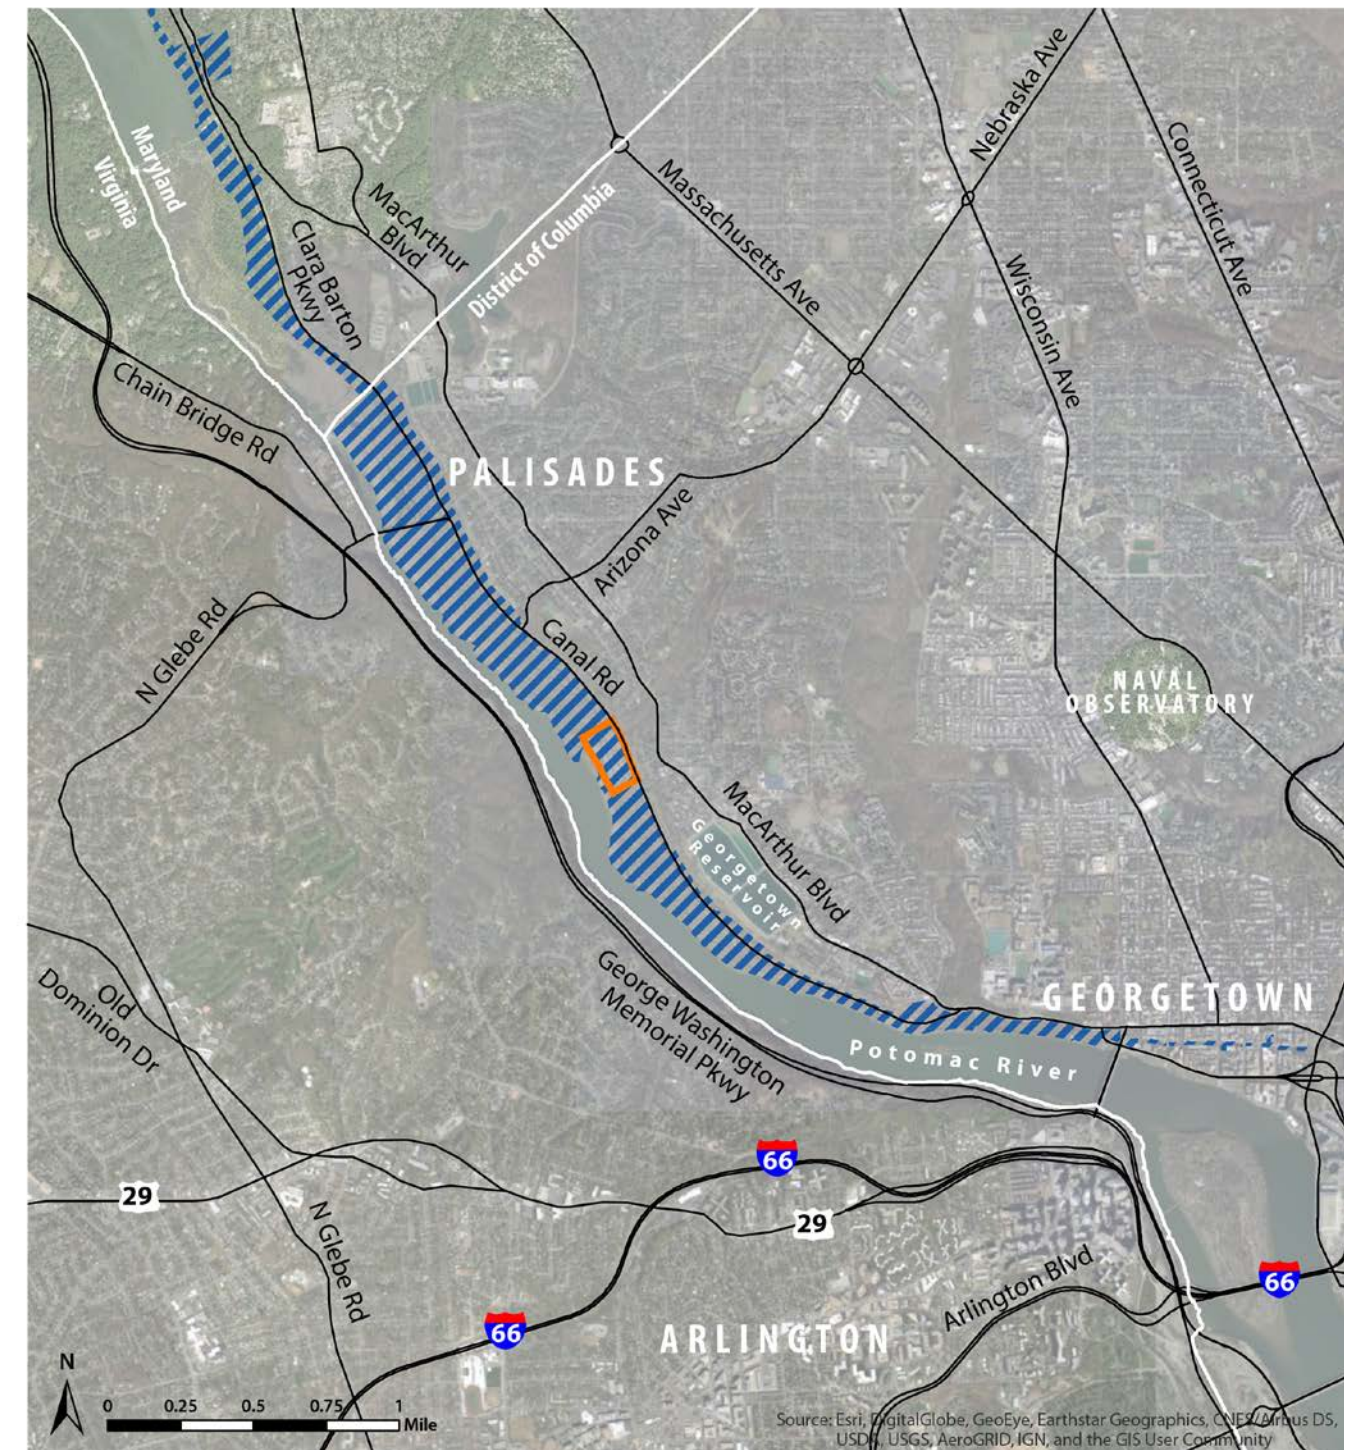 Nebraska Ave
Connecticut Ave
Maryland
Virginia
MacArthur
Blvd
Massachusetts Ave
District of Columbia
Clara Barton
Pkwy
Wisconsin Ave
Chain Bridge Rd
PALISADES
Arizona Ave
N Glebe Rd
Canal Rd
NAVAL
OBSERVATORY
MacArthur Blvd
Georgetown
Reservoir
George Washington
Memorial Pkwy
GEORGETOWN
Old
Dominion Dr
Potomac River
66
29
29
N Glebe Rd
Arlington Blvd
66
66
ARLINGTON
N
0 0.25 0.5 0.75 1
Mile
Source: Esri, DigitalGlobe, GeoEye, Earthstar Geographics, CNES/Airbus DS,
USDA, USGS, AeroGRID, IGN, and the GIS User Community